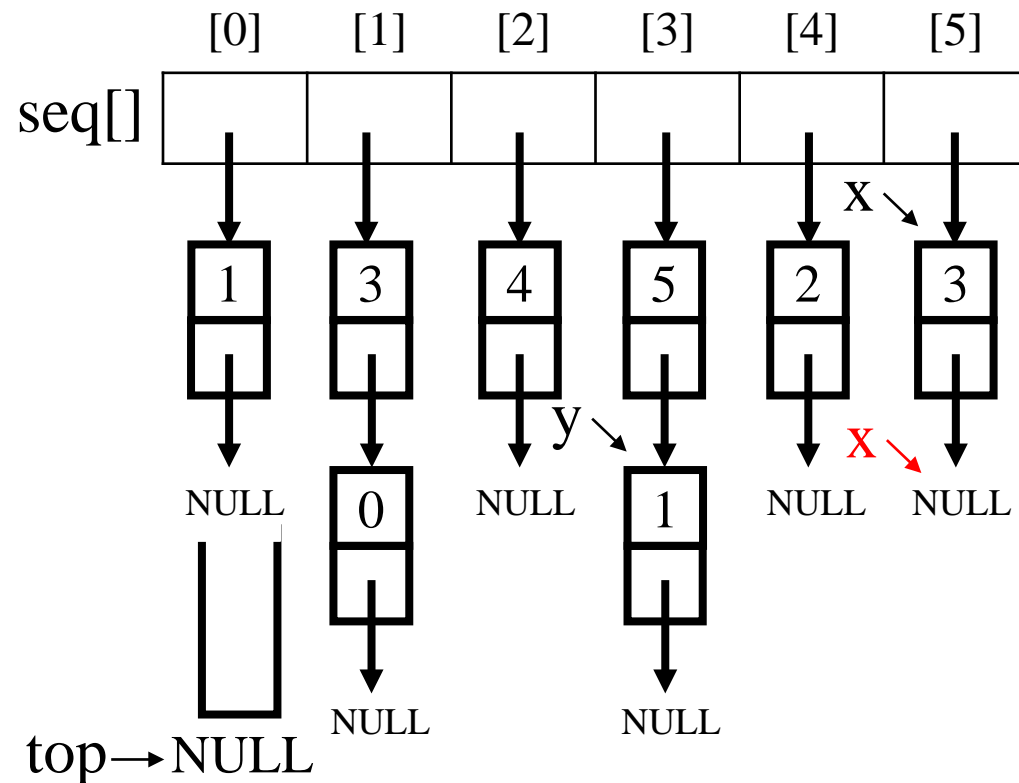 [0] [1] [2] [3] [4] [5]
seq[]
x
1 3 4 5 2 3
y
x
NULL NULL NULL NULL
0 1
NULL NULL
top NULL